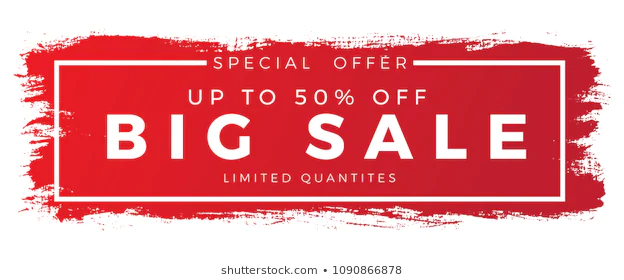 SPECIAL OFFER
UP TO 50% OFF
BIG SALE
LIMITED QUANTITES
shutterstock.com • 1090866878